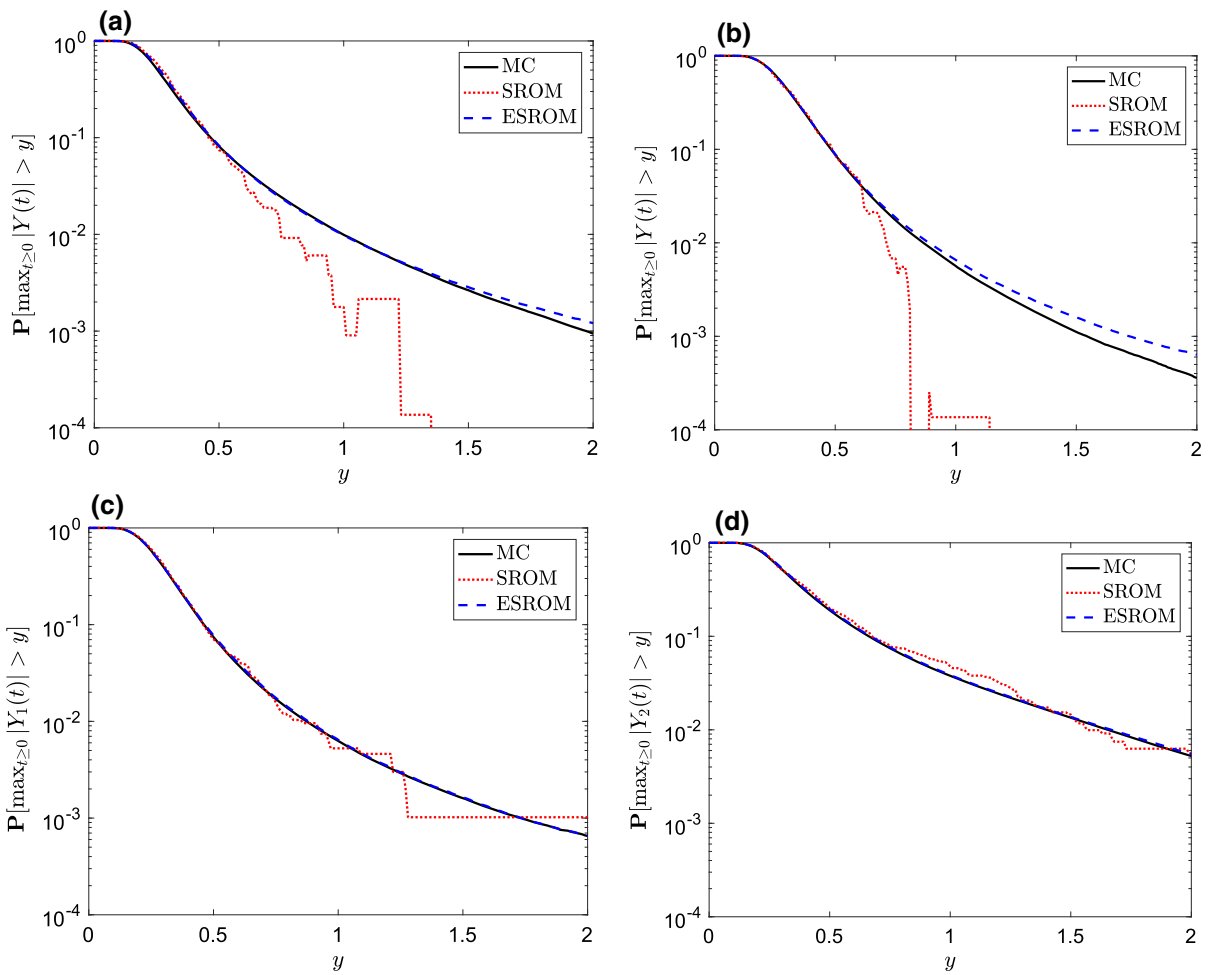 (a)
10^0
10^-1
10^-2
10^-3
10^-4
P[max_{t≥0} |Y(t)| > y]
MC
SROM
ESROM
0 0.5 1 1.5 2
y
(b)
10^0
10^-1
10^-2
10^-3
10^-4
P[max_{t≥0} |Y(t)| > y]
MC
SROM
ESROM
0 0.5 1 1.5 2
y
(c)
10^0
10^-1
10^-2
10^-3
10^-4
P[max_{t≥0} |Y_1(t)| > y]
MC
SROM
ESROM
0 0.5 1 1.5 2
y
(d)
10^0
10^-1
10^-2
10^-3
10^-4
P[max_{t≥0} |Y_2(t)| > y]
MC
SROM
ESROM
0 0.5 1 1.5 2
y